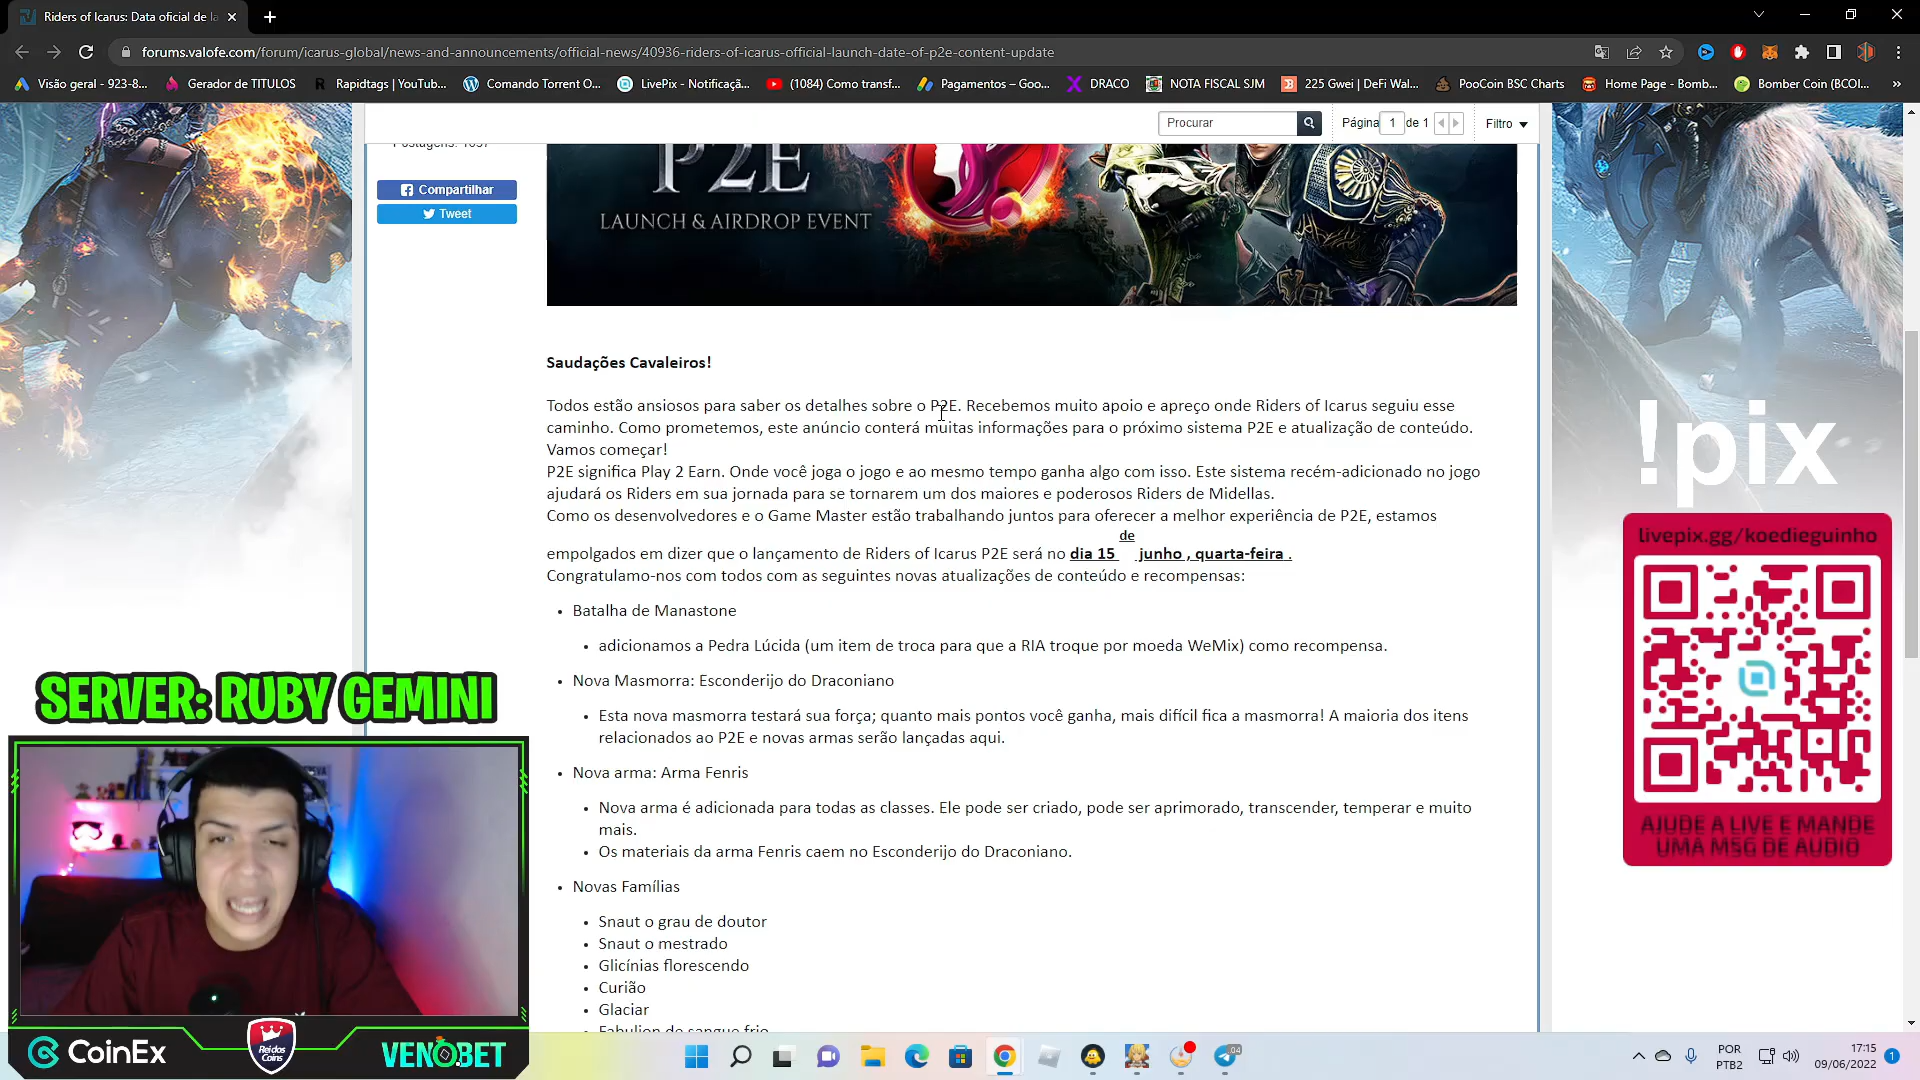 Riders of Icarus: Data oficial de la
forums.valofe.com/forum/icarus-global/news-and-announcements/official-news/40936-riders-of-icarus-official-launch-date-of-p2e-content-update
Visão geral - 923-8...
Gerador de TITULOS
Rapidtags | YouTub...
Comando Torrent O...
LivePix - Notificaçã...
(1084) Como transf...
Pagamentos – Goo...
DRACO
NOTA FISCAL SJM
225 Gwei | DeFi Wal...
PooCoin BSC Charts
Home Page - Bomb...
Bomber Coin (BCOI...
Procurar
Página 1 de 1
Filtro
Compartilhar
Tweet
P2E
LAUNCH & AIRDROP EVENT
Saudações Cavaleiros!
Todos estão ansiosos para saber os detalhes sobre o P2E. Recebemos muito apoio e apreço onde Riders of Icarus seguiu esse
caminho. Como prometemos, este anúncio conterá muitas informações para o próximo sistema P2E e atualização de conteúdo.
Vamos começar!
P2E significa Play 2 Earn. Onde você joga o jogo e ao mesmo tempo ganha algo com isso. Este sistema recém-adicionado no jogo
ajudará os Riders em sua jornada para se tornarem um dos maiores e poderosos Riders de Midellas.
Como os desenvolvedores e o Game Master estão trabalhando juntos para oferecer a melhor experiência de P2E, estamos
empolgados em dizer que o lançamento de Riders of Icarus P2E será no dia 15 de junho , quarta-feira .
Congratulamo-nos com todos com as seguintes novas atualizações de conteúdo e recompensas:
• Batalha de Manastone
• adicionamos a Pedra Lúcida (um item de troca para que a RIA troque por moeda WeMix) como recompensa.
• Nova Masmorra: Esconderijo do Draconiano
• Esta nova masmorra testará sua força; quanto mais pontos você ganha, mais difícil fica a masmorra! A maioria dos itens
relacionados ao P2E e novas armas serão lançadas aqui.
• Nova arma: Arma Fenris
• Nova arma é adicionada para todas as classes. Ele pode ser criado, pode ser aprimorado, transcender, temperar e muito
mais.
• Os materiais da arma Fenris caem no Esconderijo do Draconiano.
• Novas Famílias
• Snaut o grau de doutor
• Snaut o mestrado
• Glicínias florescendo
• Curião
• Glaciar
• Fabulion de sangue frio
!pix
livepix.gg/koedieguinho
AJUDE A LIVE E MANDE
UMA MSG DE AUDIO
SERVER: RUBY GEMINI
CoinEx
Rei dos
Coins
VENOBET
04
POR
PTB2
17:15
09/06/2022
1